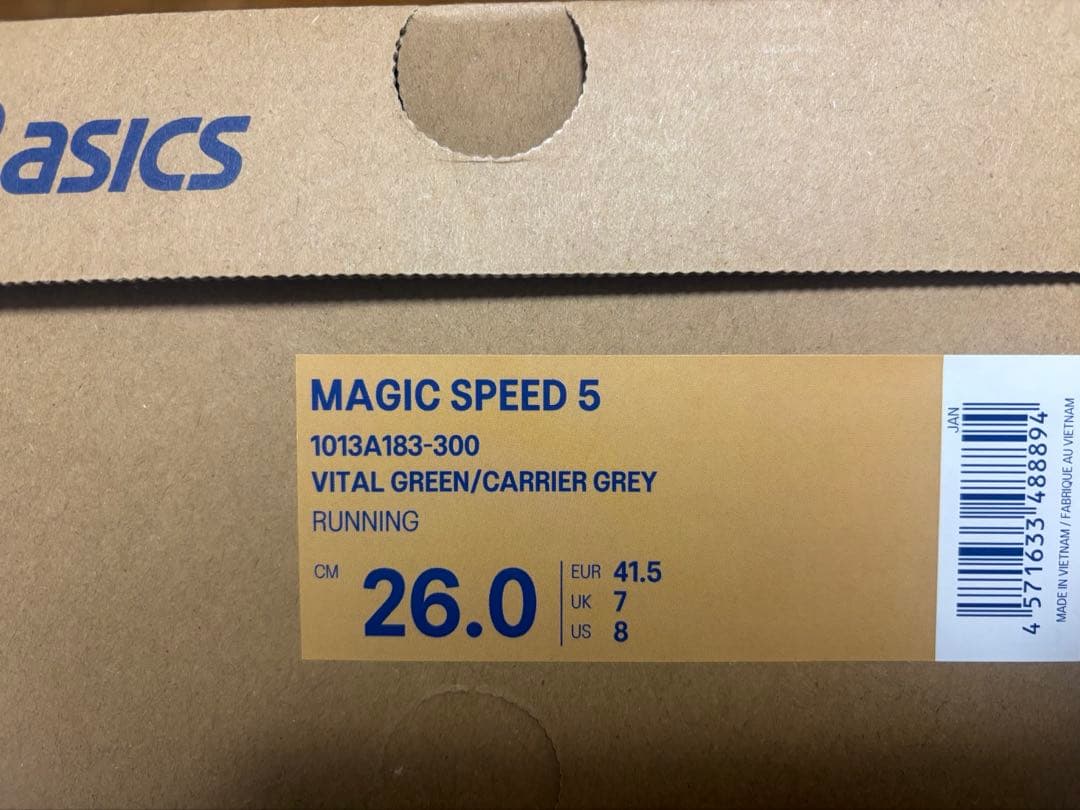 asics
MAGIC SPEED 5
1013A183-300
VITAL GREEN/CARRIER GREY
RUNNING
CM 26.0
EUR 41.5
UK 7
US 8
JAN
4 571633 488894
MADE IN VIETNAM / FABRIQUE AU VIETNAM